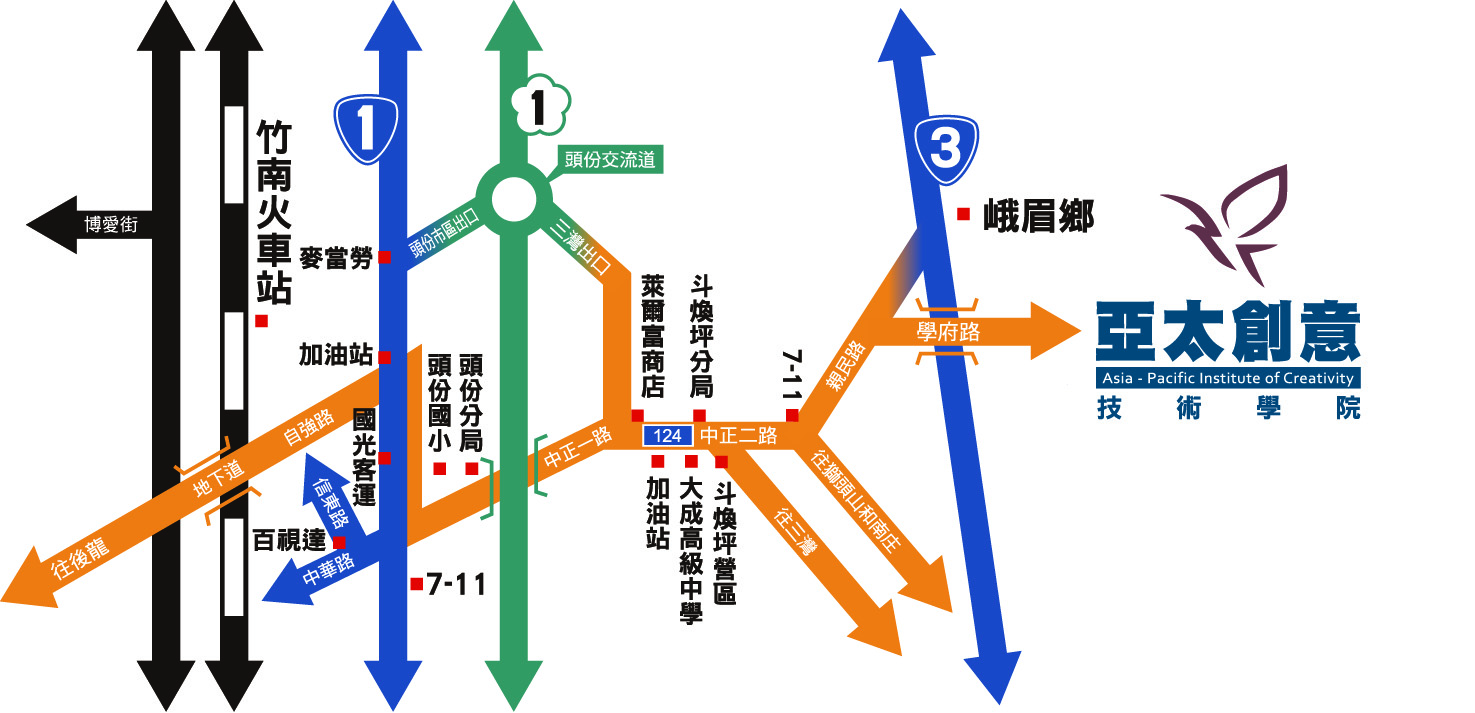 博愛街
竹南火車站
1
麥當勞
頭份市區出口
1
頭份交流道
三灣出口
加油站
自強路
地下道
往後龍
國光客運
頭份國小
頭份分局
信東路
百視達
中華路
7-11
中正一路
萊爾富商店
斗煥坪分局
124
中正二路
加油站
大成高級中學
斗煥坪營區
7-11
親民路
往三灣
往獅頭山和南庄
3
峨眉鄉
學府路
亞太創意
Asia - Pacific Institute of Creativity
技術學院